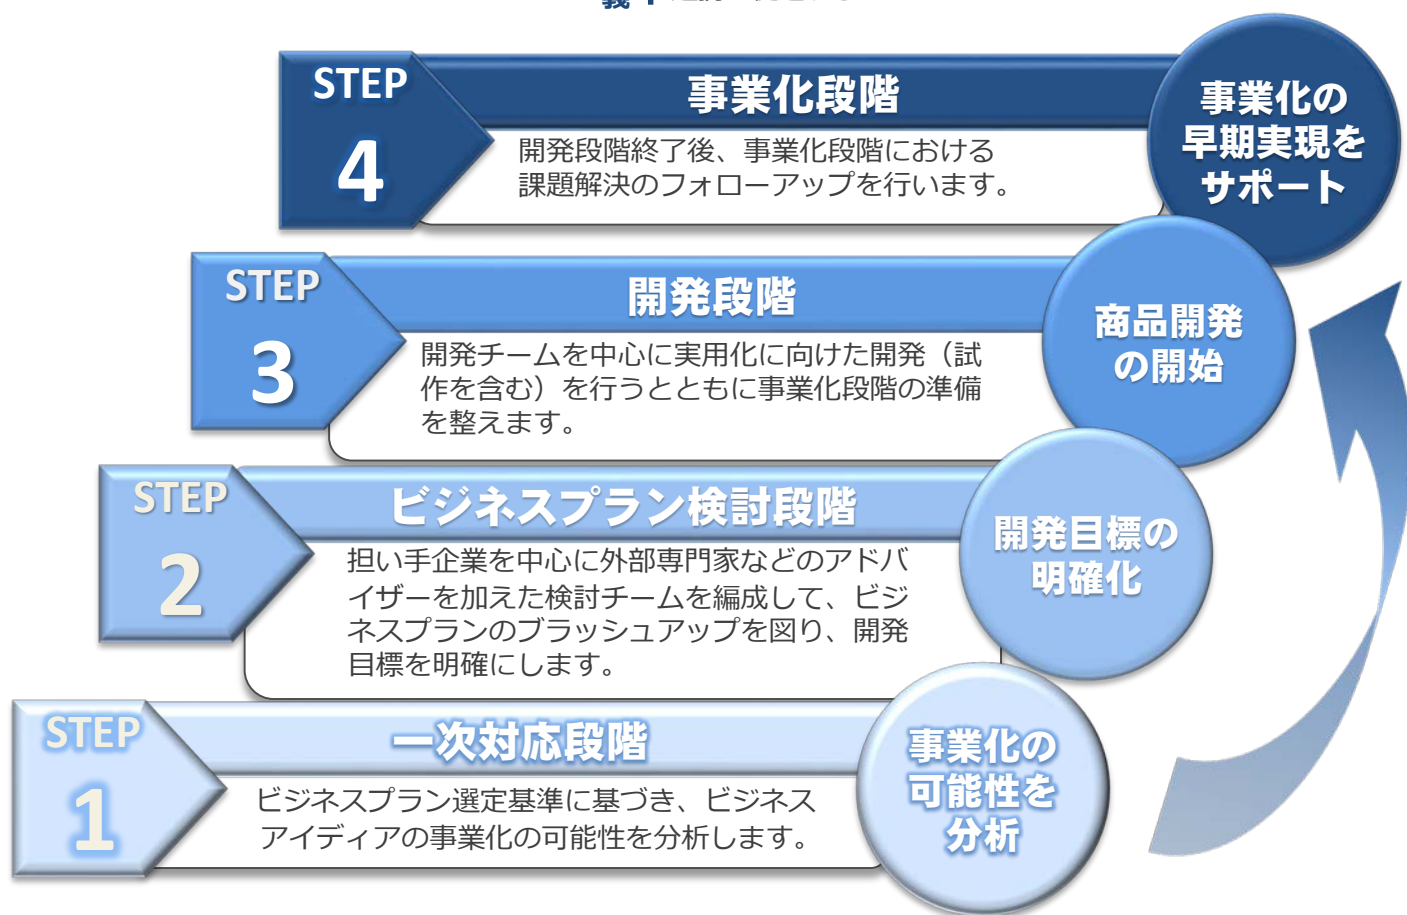 STEP
4
事業化段階
開発段階終了後、事業化段階における
課題解決のフォローアップを行います。
事業化の
早期実現を
サポート
STEP
3
開発段階
開発チームを中心に実用化に向けた開発（試
作を含む）を行うとともに事業化段階の準備
を整えます。
商品開発
の開始
STEP
2
ビジネスプラン検討段階
担い手企業を中心に外部専門家などのアドバ
イザーを加えた検討チームを編成して、ビジ
ネスプランのブラッシュアップを図り、開発
目標を明確にします。
開発目標の
明確化
STEP
1
一次対応段階
ビジネスプラン選定基準に基づき、ビジネス
アイディアの事業化の可能性を分析します。
事業化の
可能性を
分析